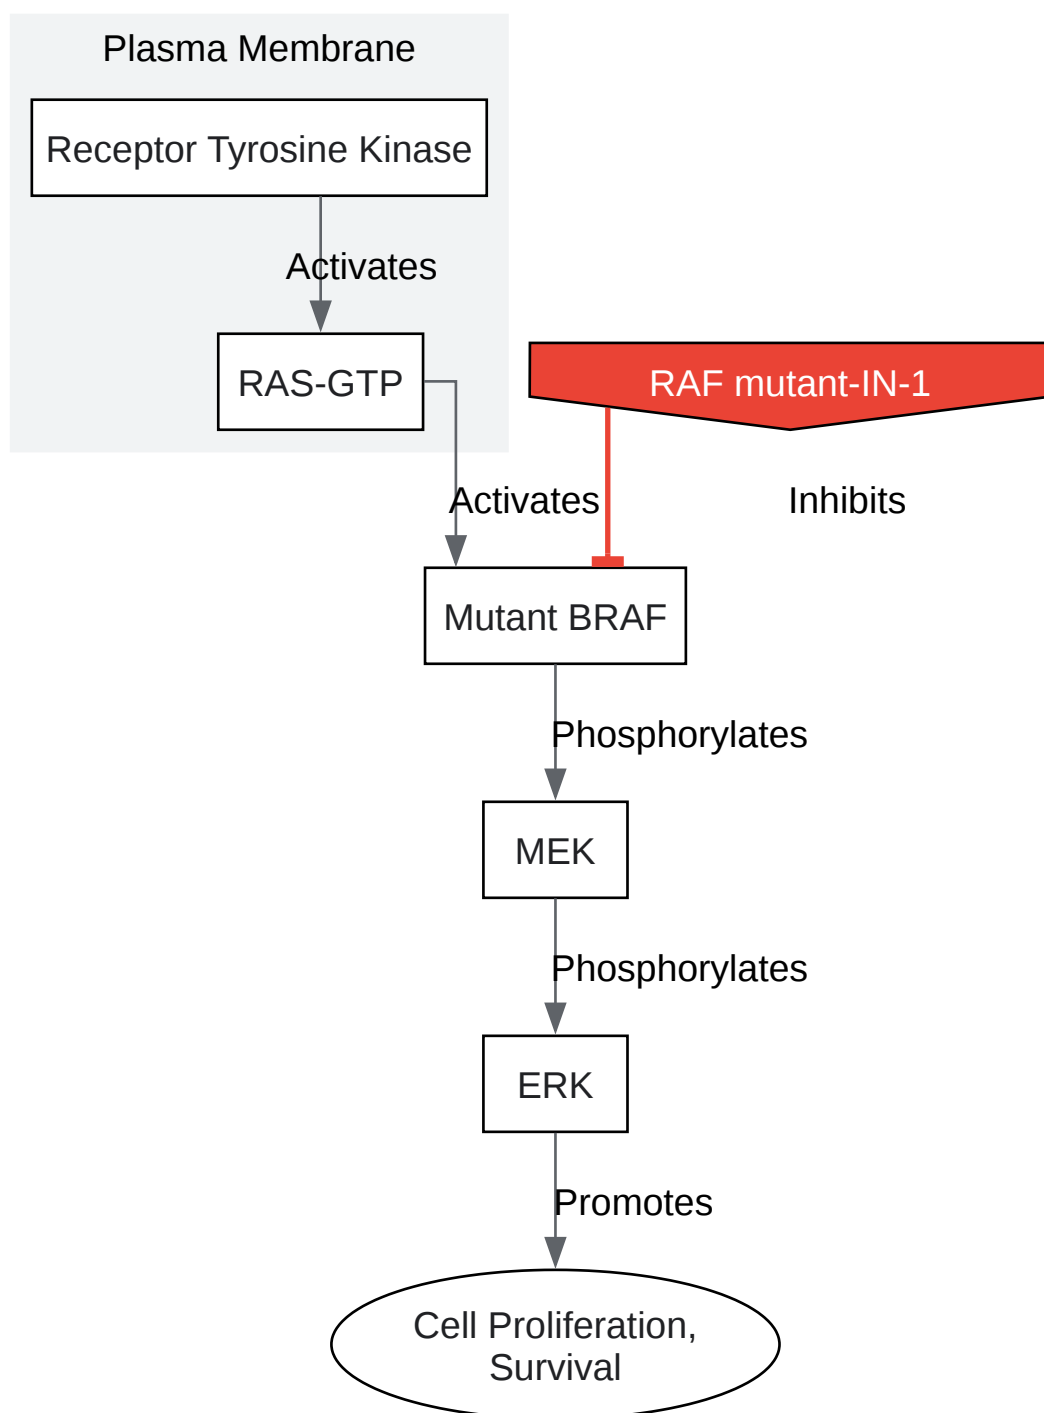 Plasma Membrane
Receptor Tyrosine Kinase
Activates
RAS-GTP
RAF mutant-IN-1
Activates
Inhibits
Mutant BRAF
Phosphorylates
MEK
Phosphorylates
ERK
Promotes
Cell Proliferation,
Survival